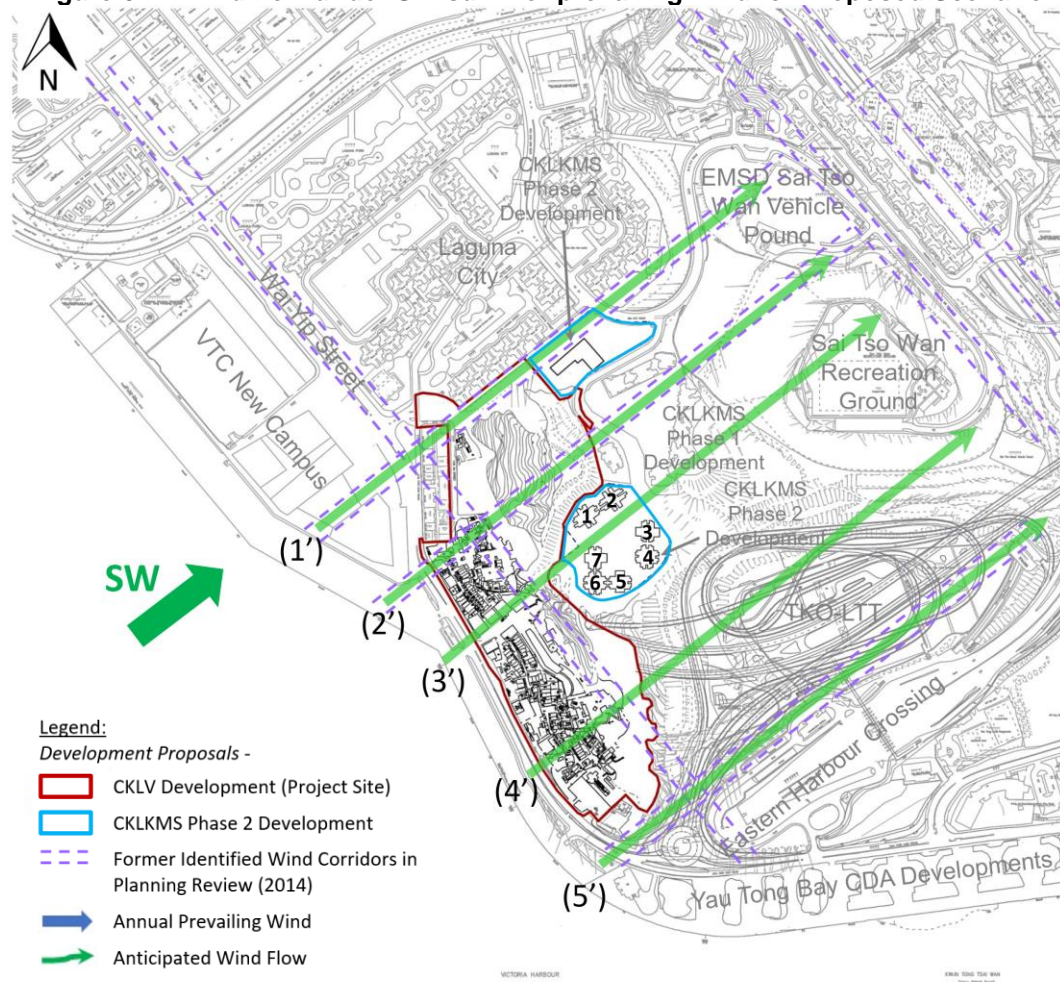 N
CKLKMS
Phase 2
Development
EMSD Sai Tso
Wan Vehicle
Pound
Laguna
City
Wai Yip Street
VTC New Campus
Sai Tso Wan
Recreation
Ground
CKLKMS
Phase 1
Development
CKLKMS
Phase 2
Development
1
2
3
4
7
6
5
(1’)
SW
(2’)
(3’)
TKO-LTT
(4’)
Eastern Harbour Crossing
(5’)
Yau Tong Bay CDA Developments
Legend:
Development Proposals -
CKLV Development (Project Site)
CKLKMS Phase 2 Development
Former Identified Wind Corridors in
Planning Review (2014)
Annual Prevailing Wind
Anticipated Wind Flow
VICTORIA HARBOUR